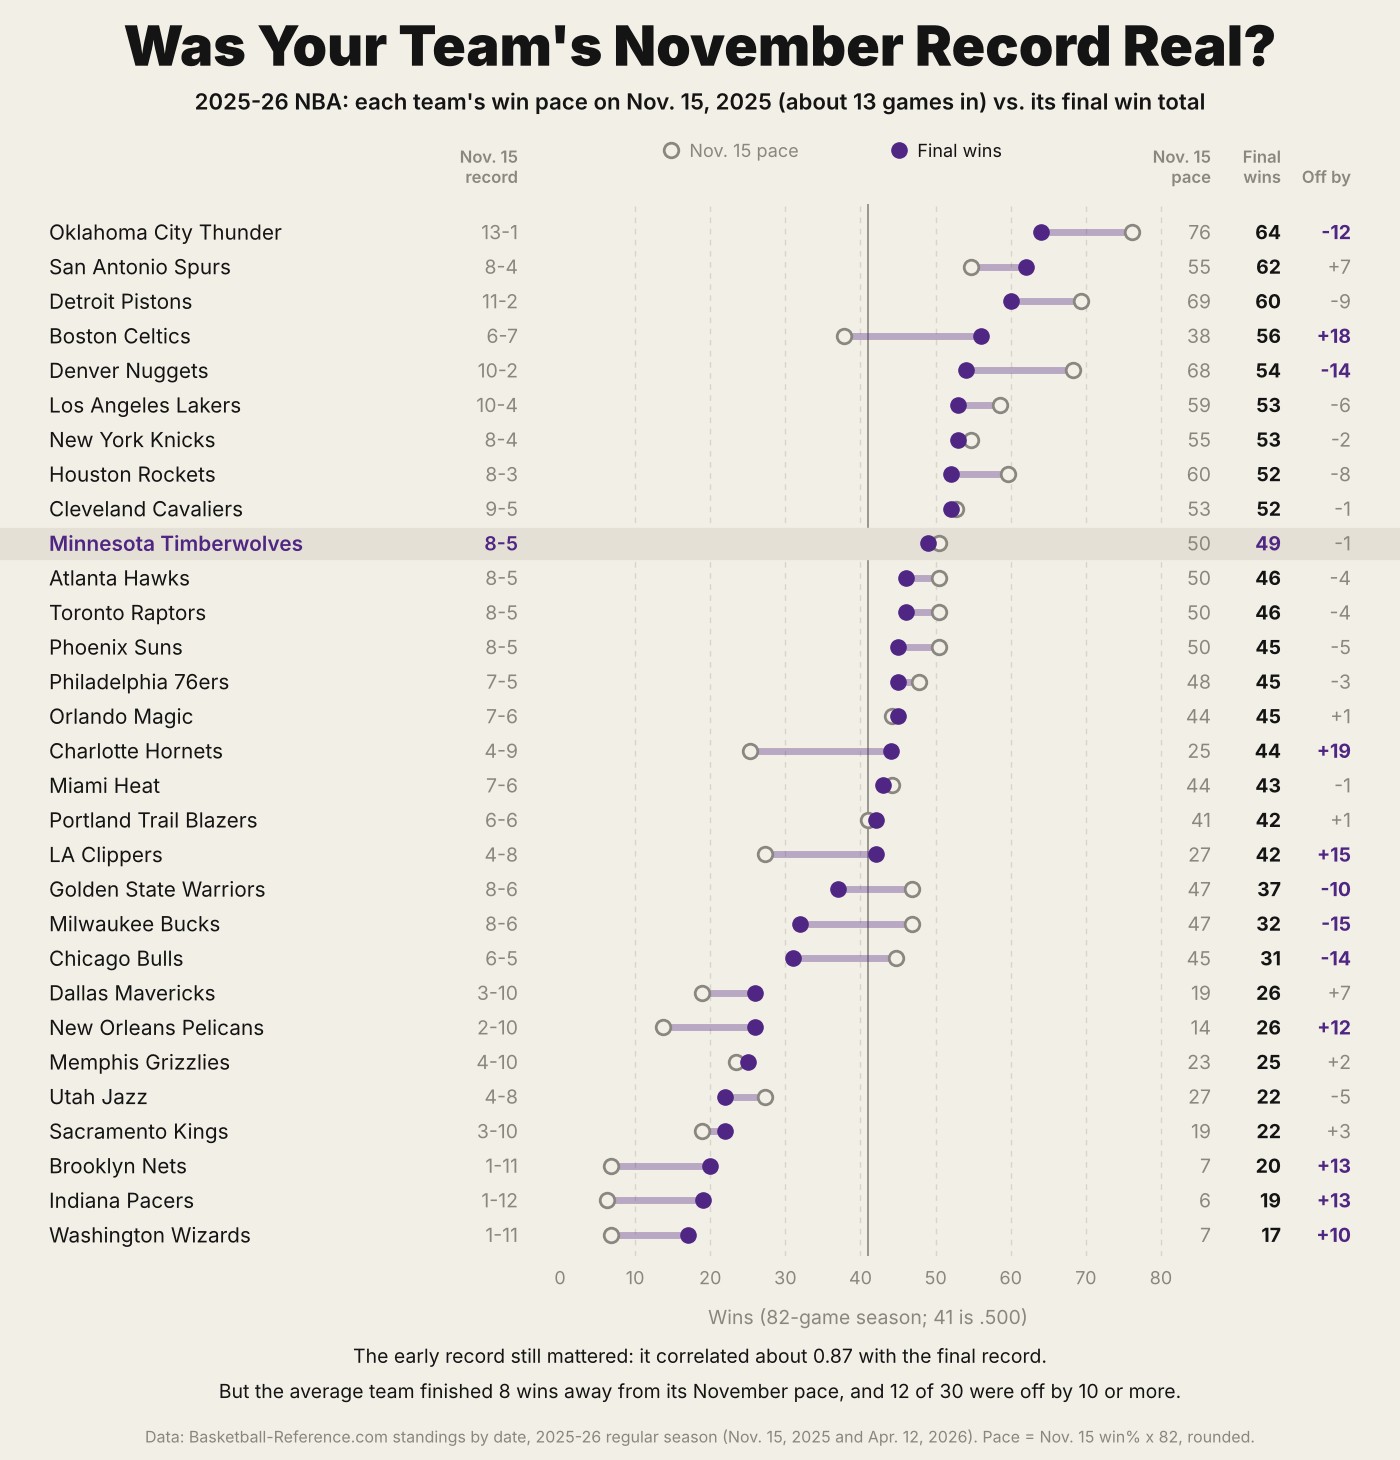 Was Your Team's November Record Real?
2025-26 NBA: each team's win pace on Nov. 15, 2025 (about 13 games in) vs. its final win total
Nov. 15 record
Nov. 15 pace
Final wins
Nov. 15 pace
Final wins
Off by
Oklahoma City Thunder 13-1 76 64 -12
San Antonio Spurs 8-4 55 62 +7
Detroit Pistons 11-2 69 60 -9
Boston Celtics 6-7 38 56 +18
Denver Nuggets 10-2 68 54 -14
Los Angeles Lakers 10-4 59 53 -6
New York Knicks 8-4 55 53 -2
Houston Rockets 8-3 60 52 -8
Cleveland Cavaliers 9-5 53 52 -1
Minnesota Timberwolves 8-5 50 49 -1
Atlanta Hawks 8-5 50 46 -4
Toronto Raptors 8-5 50 46 -4
Phoenix Suns 8-5 50 45 -5
Philadelphia 76ers 7-5 48 45 -3
Orlando Magic 7-6 44 45 +1
Charlotte Hornets 4-9 25 44 +19
Miami Heat 7-6 44 43 -1
Portland Trail Blazers 6-6 41 42 +1
LA Clippers 4-8 27 42 +15
Golden State Warriors 8-6 47 37 -10
Milwaukee Bucks 8-6 47 32 -15
Chicago Bulls 6-5 45 31 -14
Dallas Mavericks 3-10 19 26 +7
New Orleans Pelicans 2-10 14 26 +12
Memphis Grizzlies 4-10 23 25 +2
Utah Jazz 4-8 27 22 -5
Sacramento Kings 3-10 19 22 +3
Brooklyn Nets 1-11 7 20 +13
Indiana Pacers 1-12 6 19 +13
Washington Wizards 1-11 7 17 +10
0 10 20 30 40 50 60 70 80
Wins (82-game season; 41 is .500)
The early record still mattered: it correlated about 0.87 with the final record.
But the average team finished 8 wins away from its November pace, and 12 of 30 were off by 10 or more.
Data: Basketball-Reference.com standings by date, 2025-26 regular season (Nov. 15, 2025 and Apr. 12, 2026). Pace = Nov. 15 win% x 82, rounded.